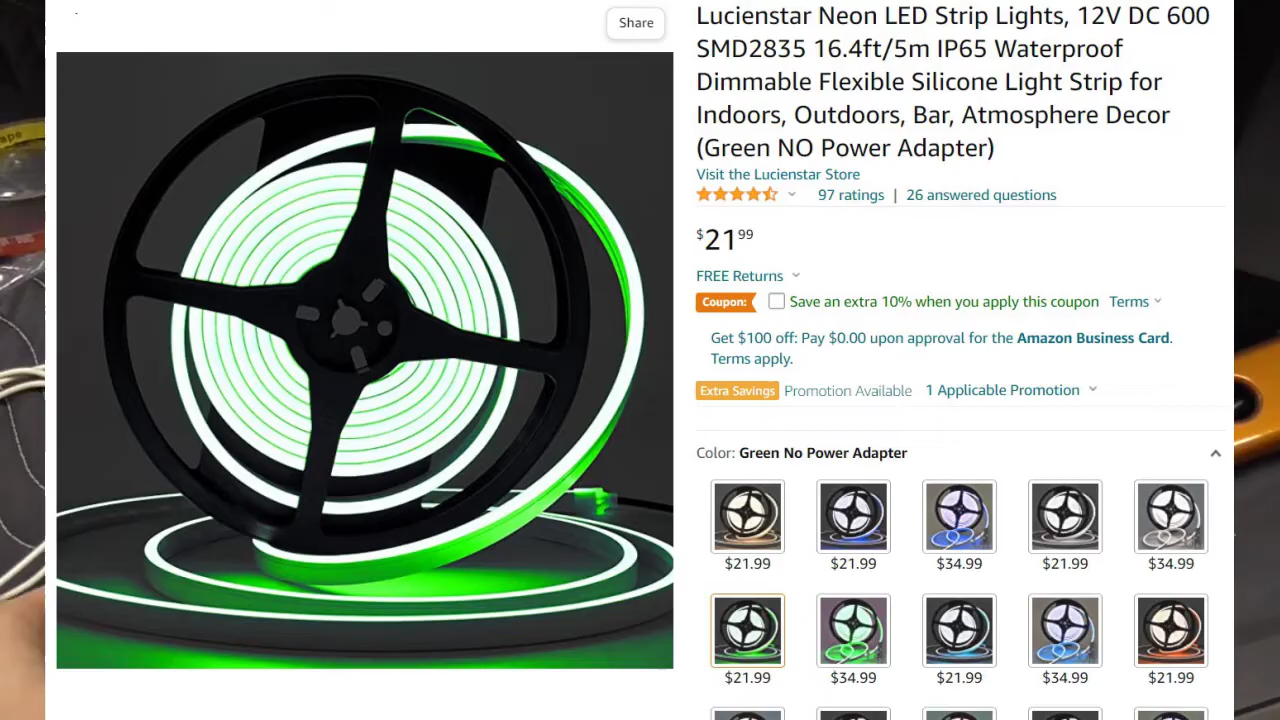 Share
Lucienstar Neon LED Strip Lights, 12V DC 600
SMD2835 16.4ft/5m IP65 Waterproof
Dimmable Flexible Silicone Light Strip for
Indoors, Outdoors, Bar, Atmosphere Decor
(Green NO Power Adapter)
Visit the Lucienstar Store
97 ratings | 26 answered questions
$21.99
FREE Returns
Coupon: Save an extra 10% when you apply this coupon Terms
Get $100 off: Pay $0.00 upon approval for the Amazon Business Card.
Terms apply.
Extra Savings Promotion Available 1 Applicable Promotion
Color: Green No Power Adapter
$21.99 $21.99 $34.99 $21.99 $34.99
$21.99 $34.99 $21.99 $34.99 $21.99
ape